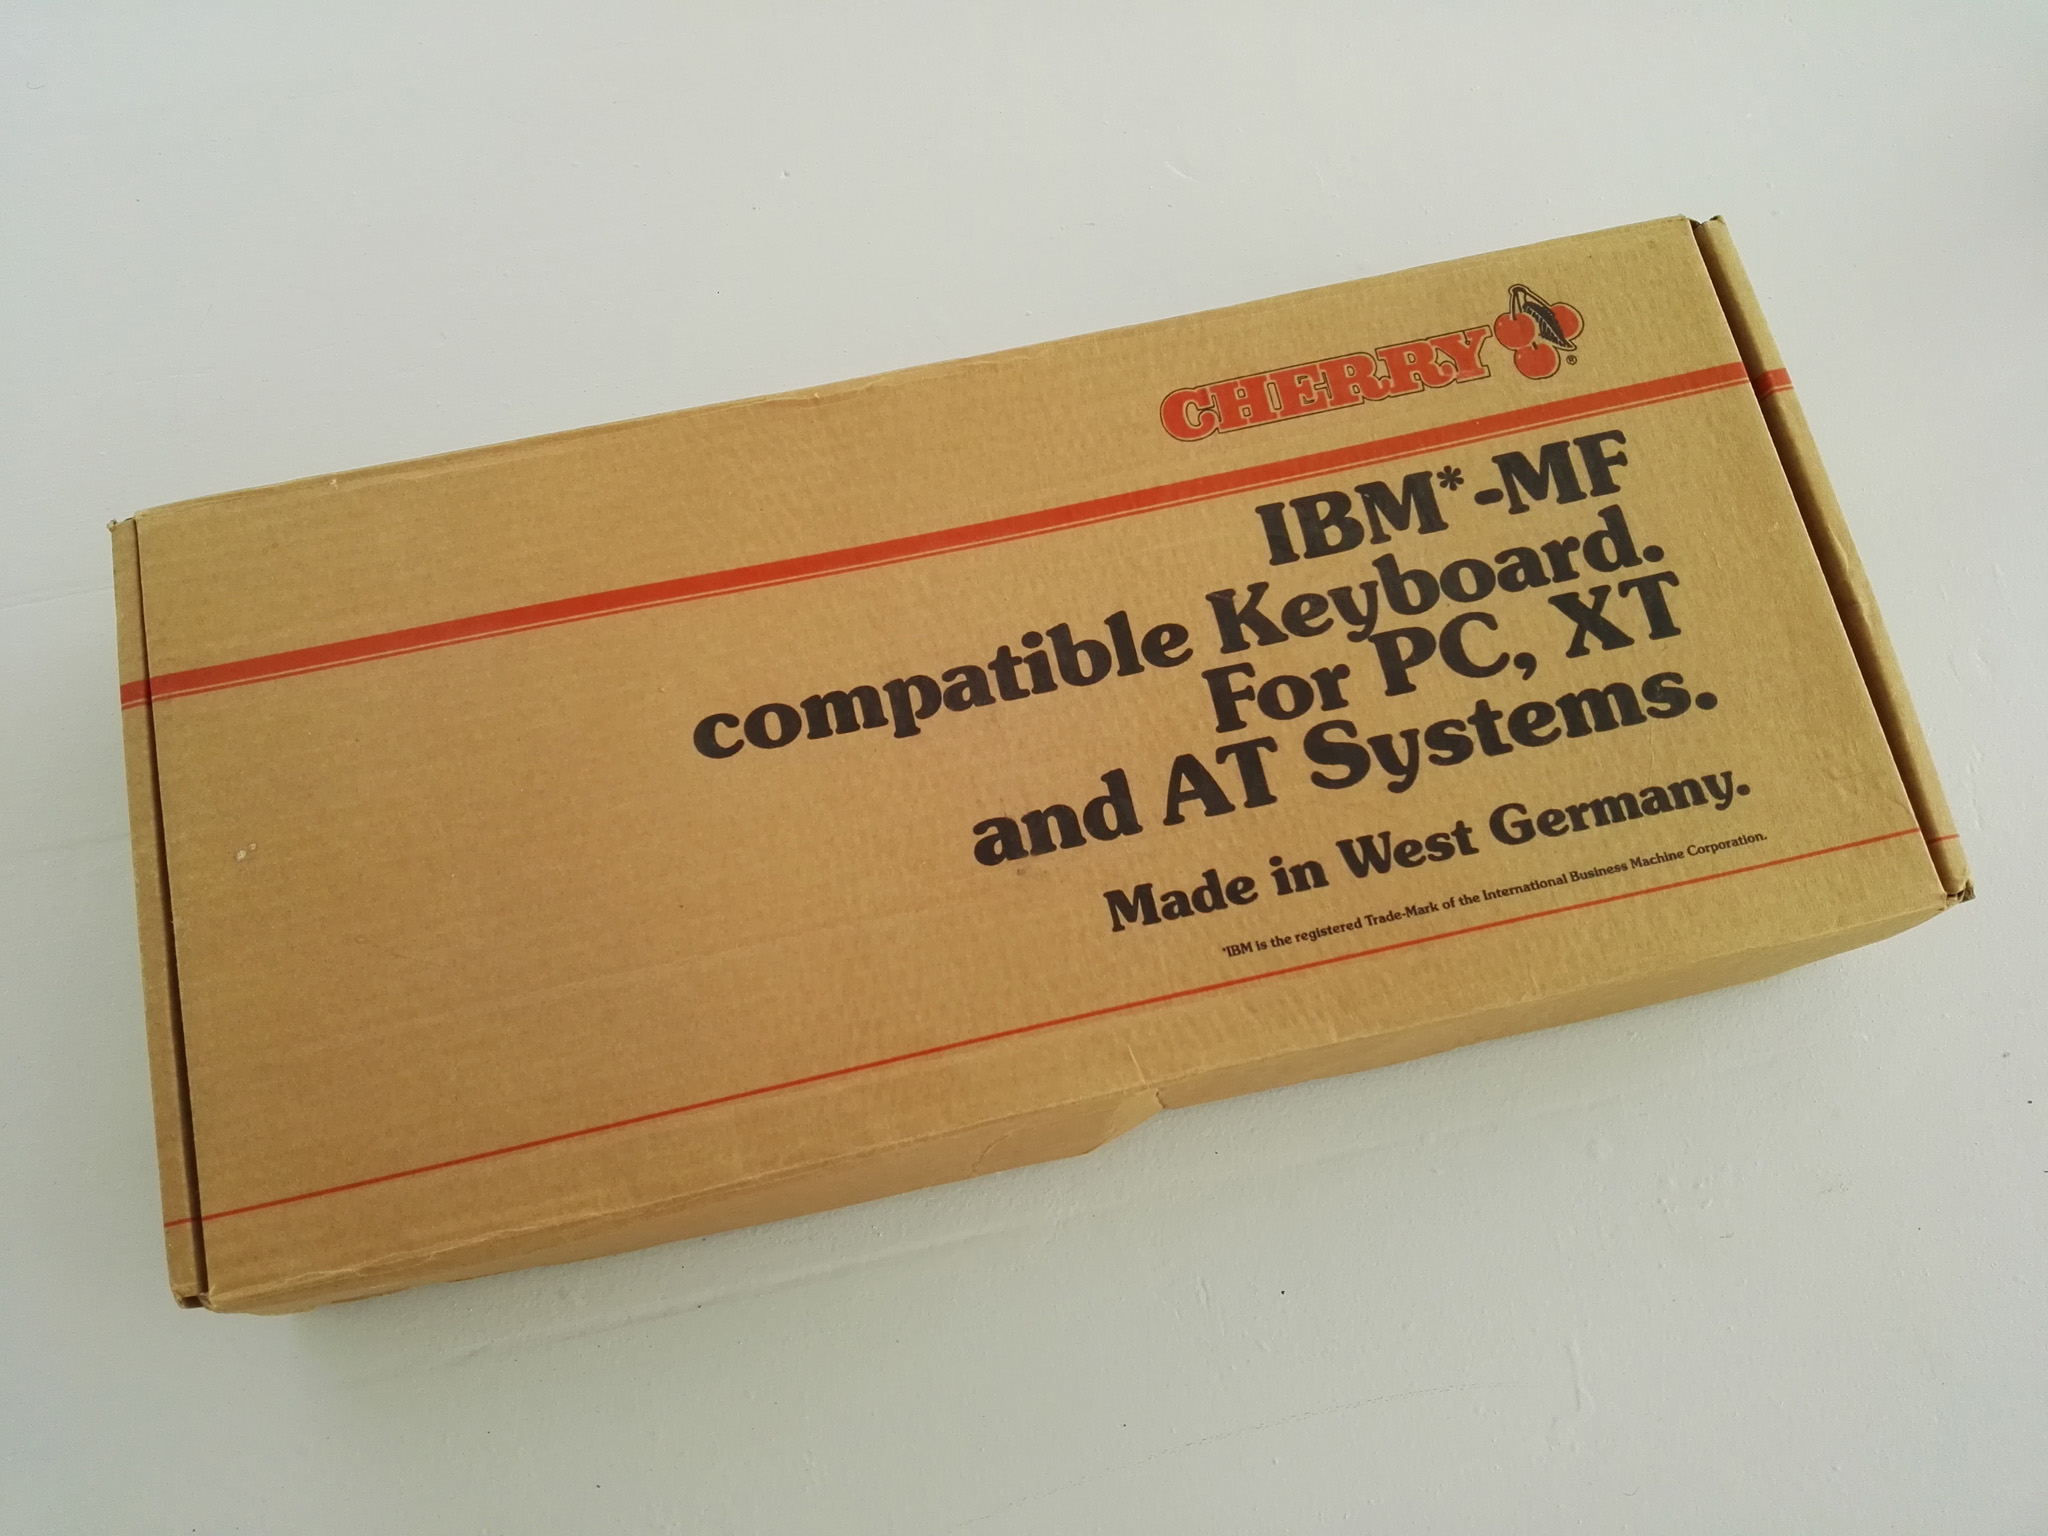 CHERRY ®
IBM*-MF
compatible Keyboard.
For PC, XT
and AT Systems.
Made in West Germany.
*IBM is the registered Trade-Mark of the International Business Machine Corporation.